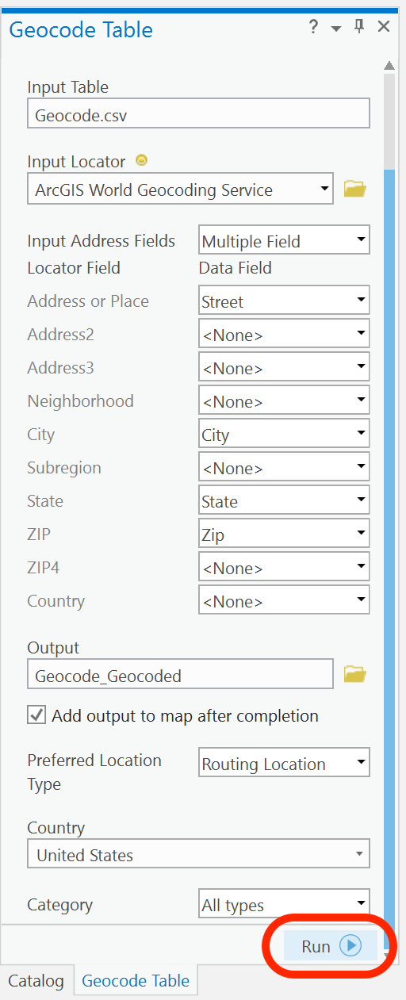 Geocode Table ?
Input Table
Geocode.csv
Input Locator
ArcGIS World Geocoding Service
Input Address Fields Multiple Field
Locator Field Data Field
Address or Place Street
Address2 <None>
Address3 <None>
Neighborhood <None>
City City
Subregion <None>
State State
ZIP Zip
ZIP4 <None>
Country <None>
Output
Geocode_Geocoded
Add output to map after completion
Preferred Location Type Routing Location
Country
United States
Category All types
Run
Catalog Geocode Table